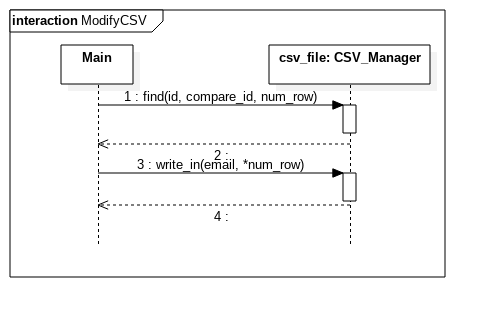 interaction ModifyCSV
Main
csv_file: CSV_Manager
1 : find(id, compare_id, num_row)
2 :
3 : write_in(email, *num_row)
4 :